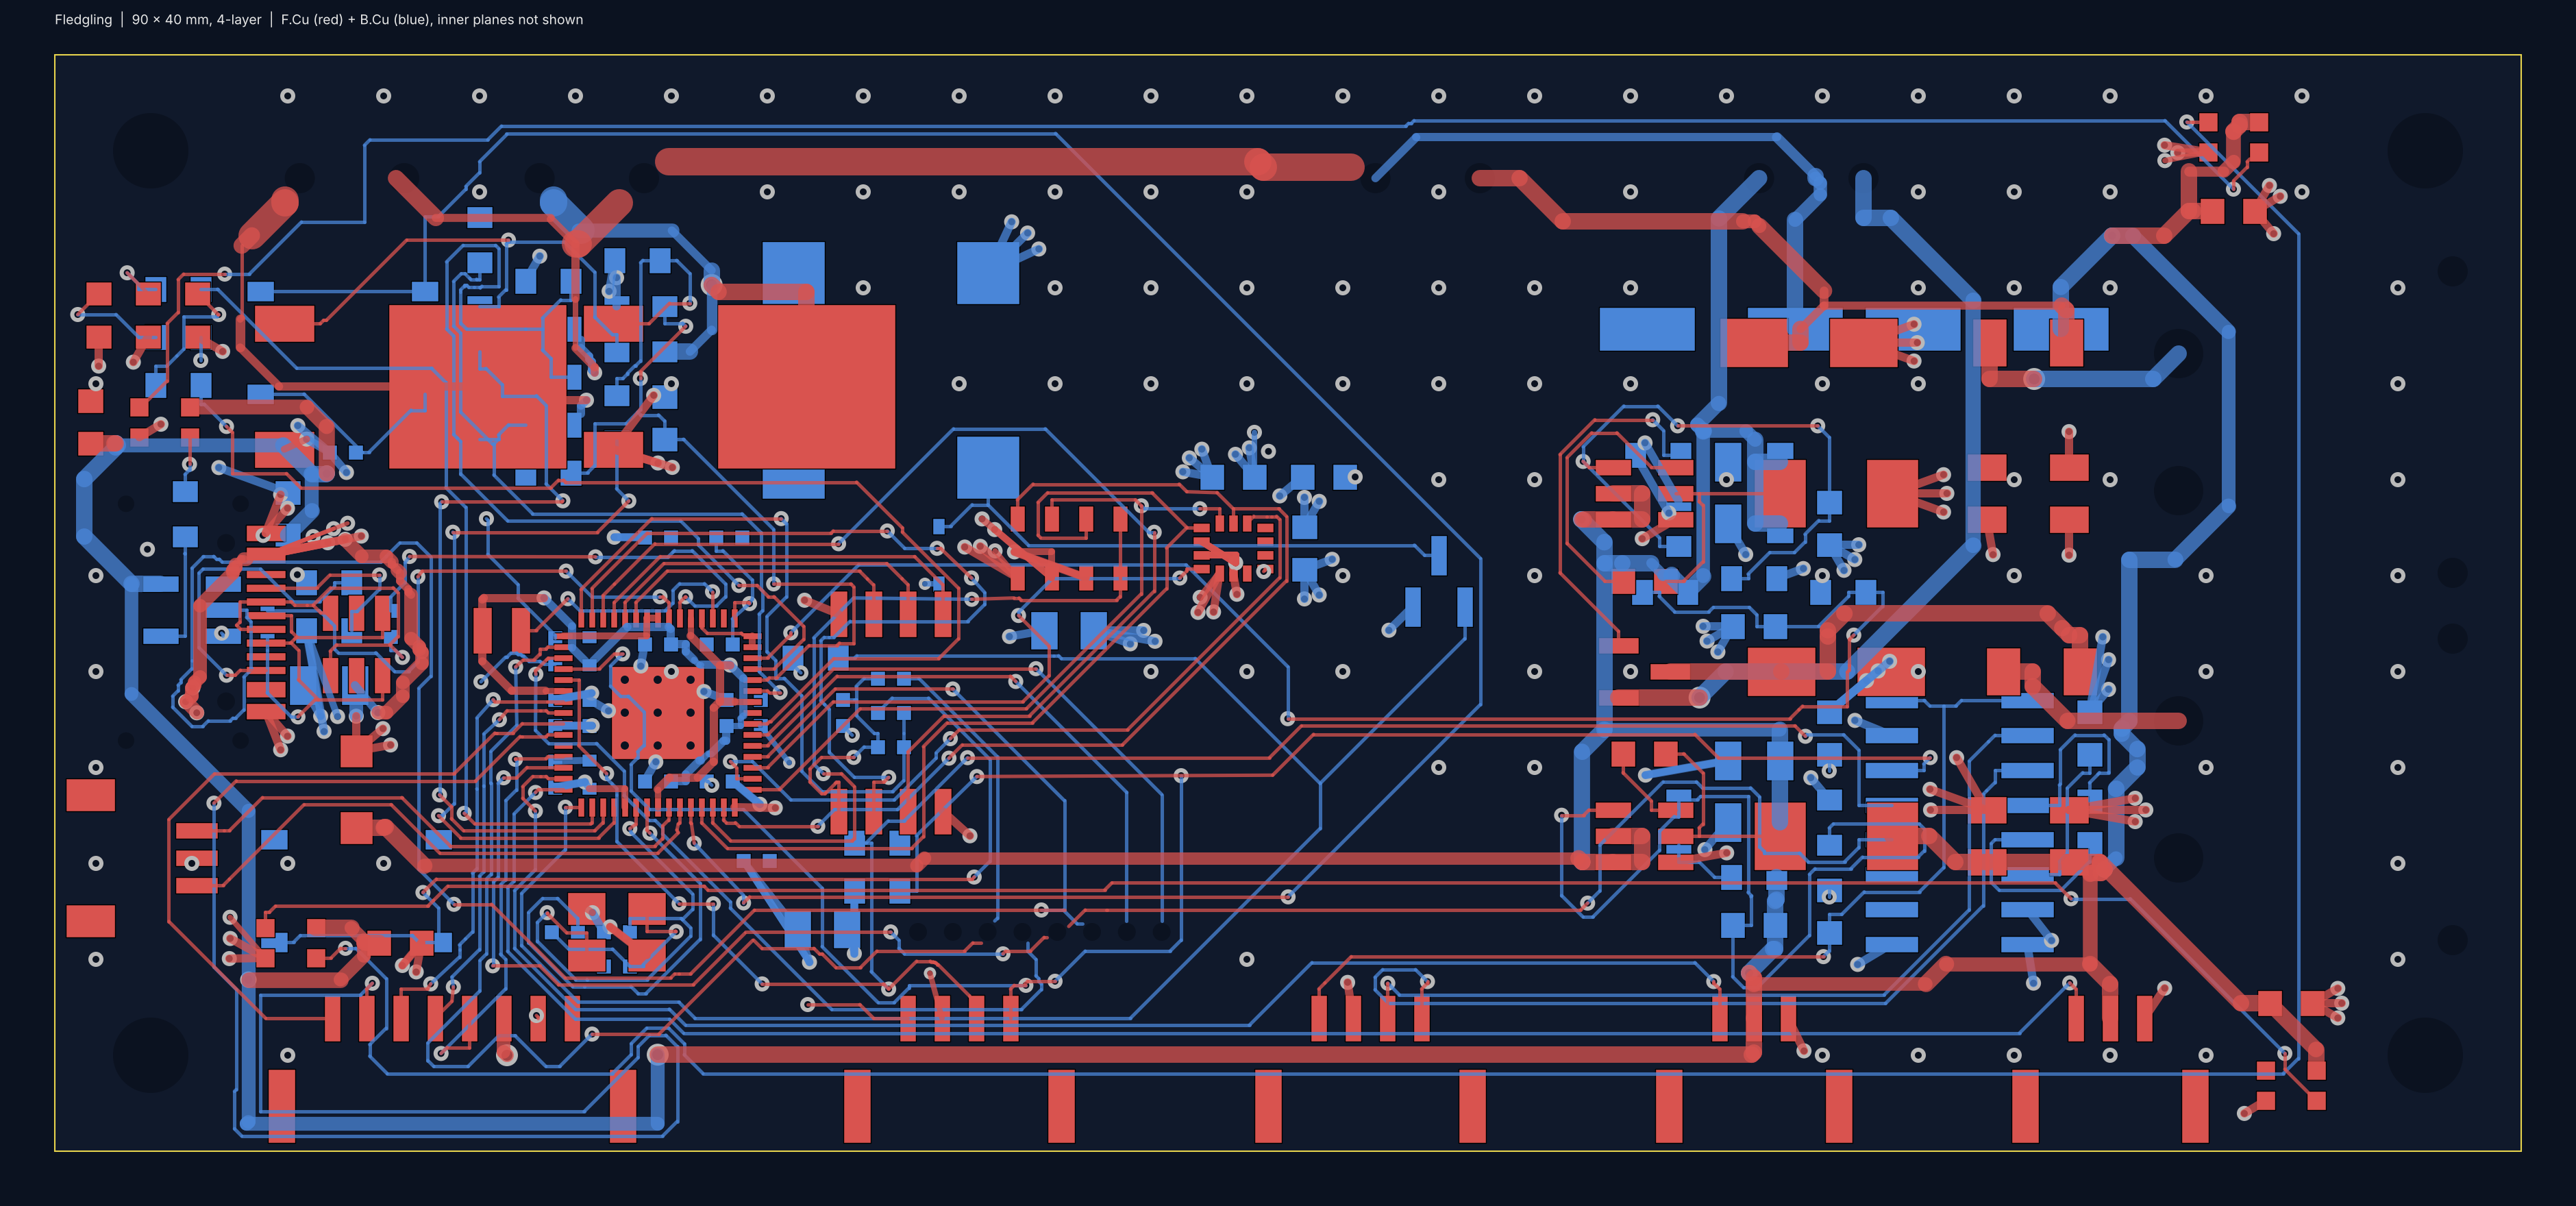 Fledgling | 90 × 40 mm, 4-layer | F.Cu (red) + B.Cu (blue), inner planes not shown